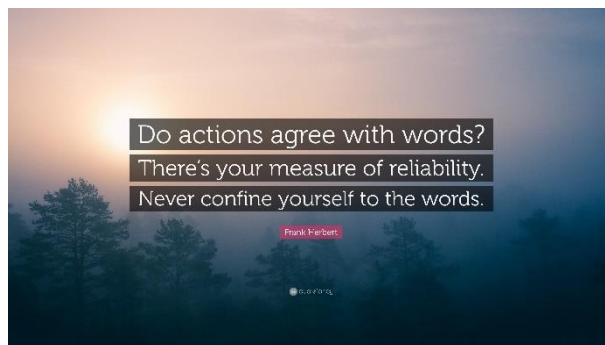 Do actions agree with words?
There's your measure of reliability.
Never confine yourself to the words.
Frank Herbert